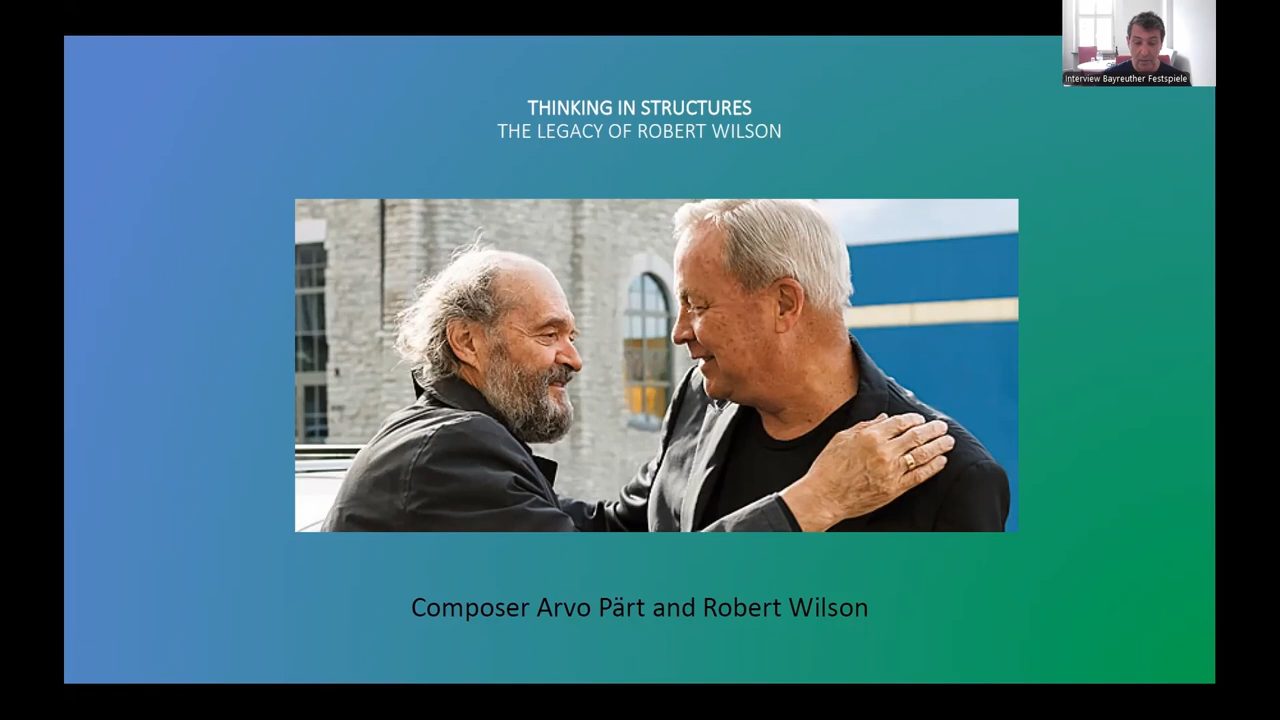 THINKING IN STRUCTURES
THE LEGACY OF ROBERT WILSON
Interview Bayreuther Festspiele
Composer Arvo Pärt and Robert Wilson